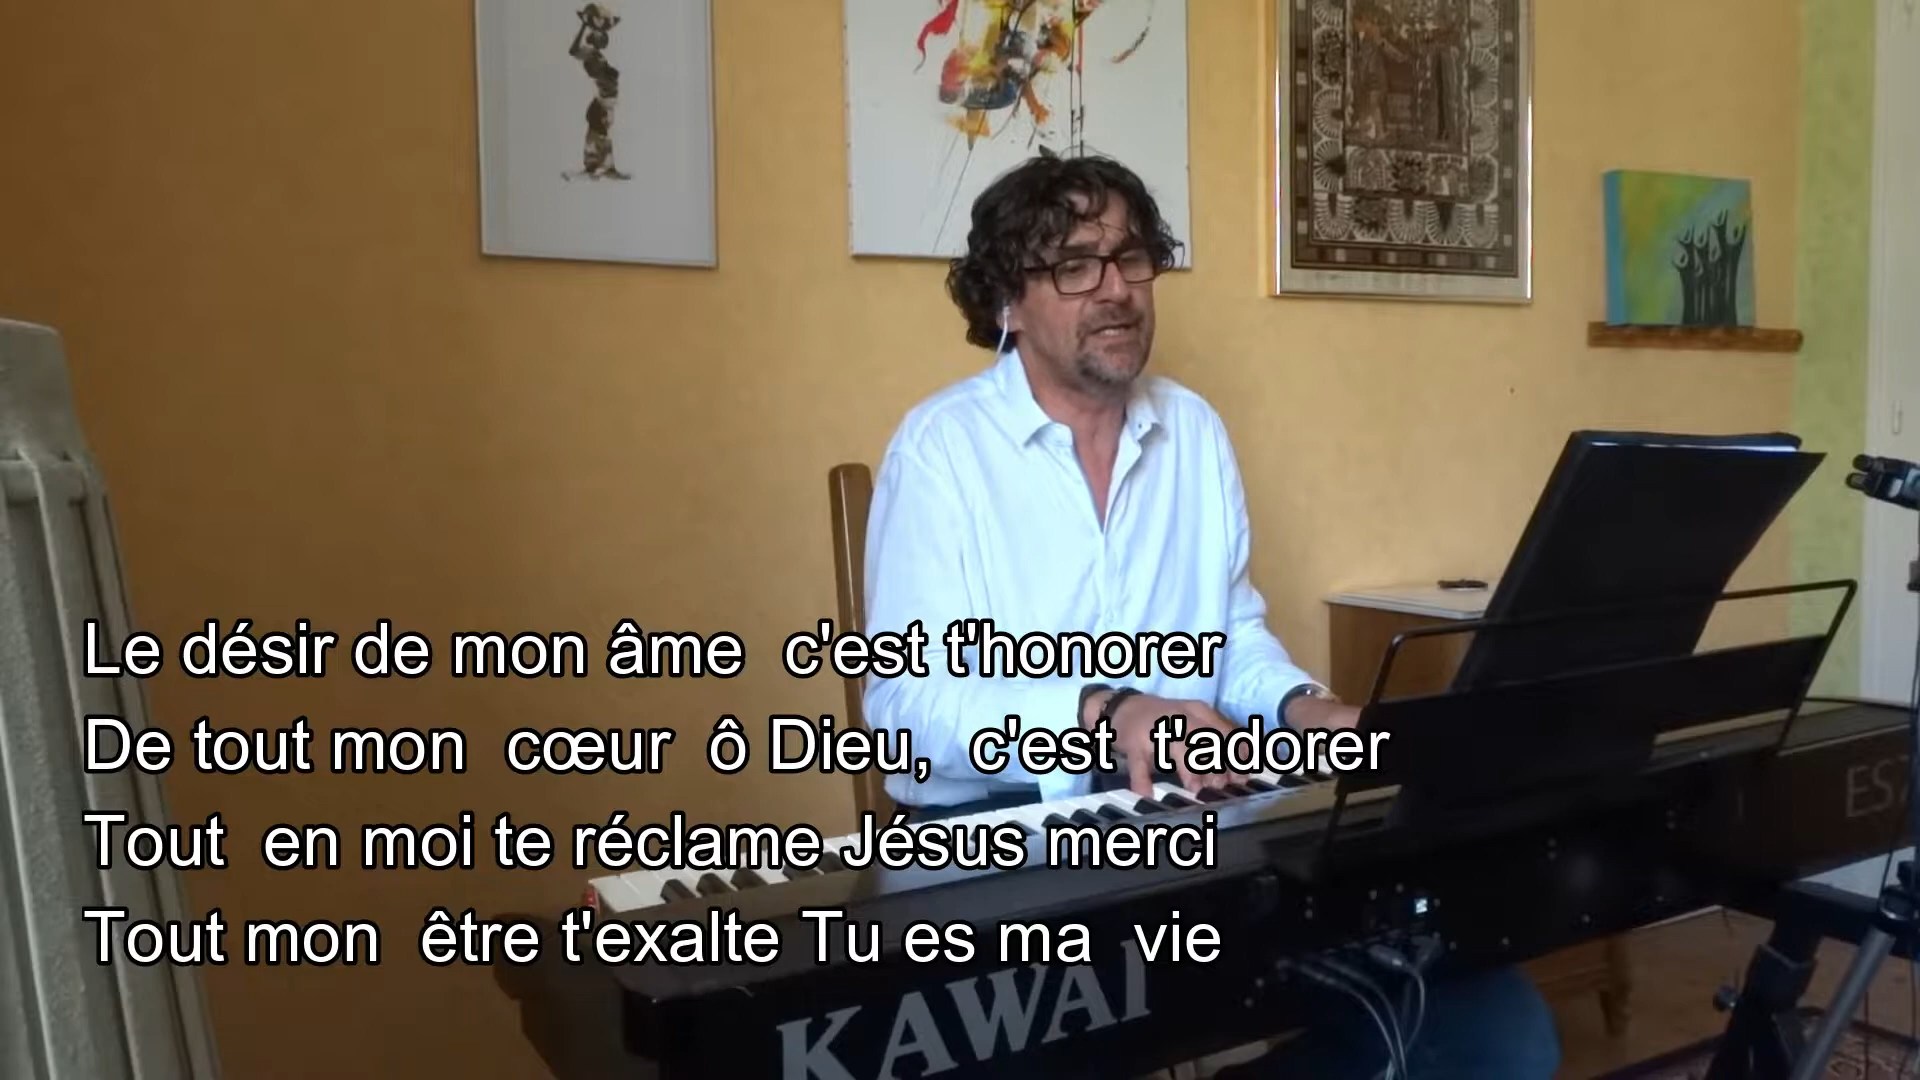 Le désir de mon âme  c'est t'honorer
De tout mon  cœur  ô Dieu,  c'est  t'adorer
Tout  en moi te réclame Jésus merci
Tout mon  être t'exalte Tu es ma  vie
KAWAI